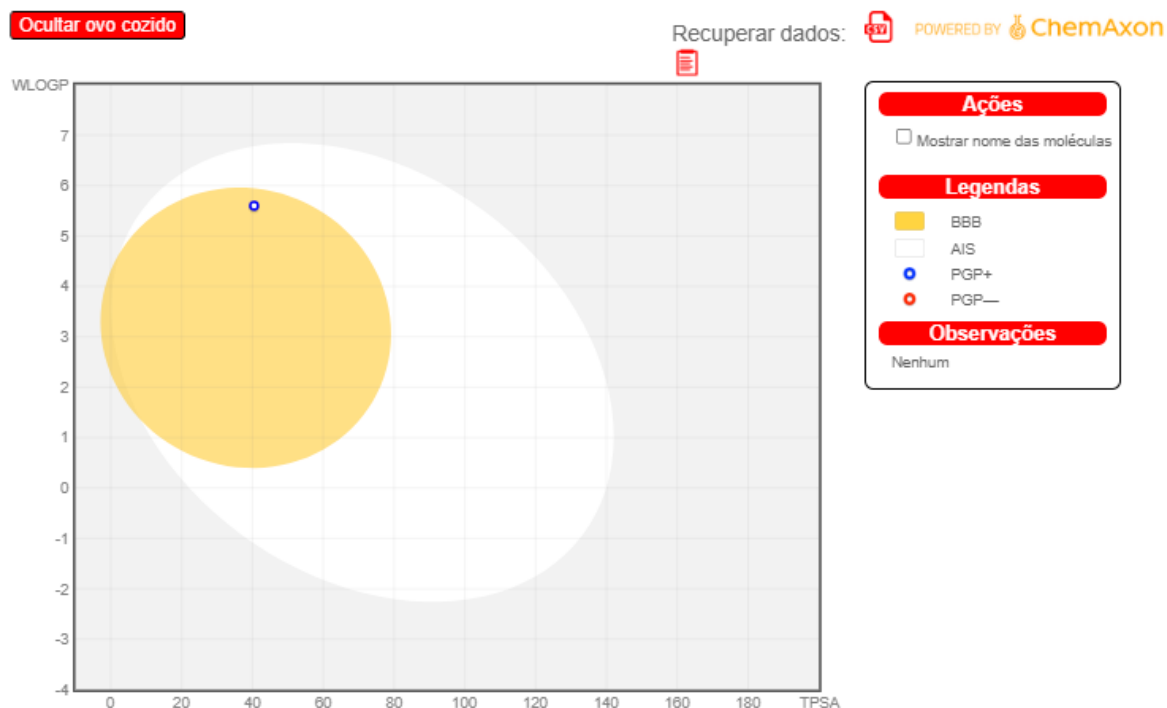 Ocultar ovo cozido
Recuperar dados:
CSV
POWERED BY ChemAxon
WLOGP
7
6
5
4
3
2
1
0
-1
-2
-3
-4
0 20 40 60 80 100 120 140 160 180 TPSA
Ações
Mostrar nome das moléculas
Legendas
BBB
AIS
PGP+
PGP—
Observações
Nenhum